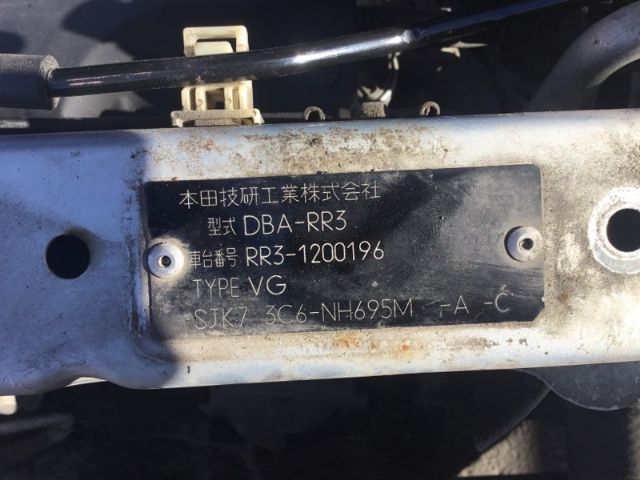 本田技研工業株式会社
型式 DBA-RR3
車台番号 RR3-1200196
TYPE VG
SJK7 3C6-NH695M -A -C